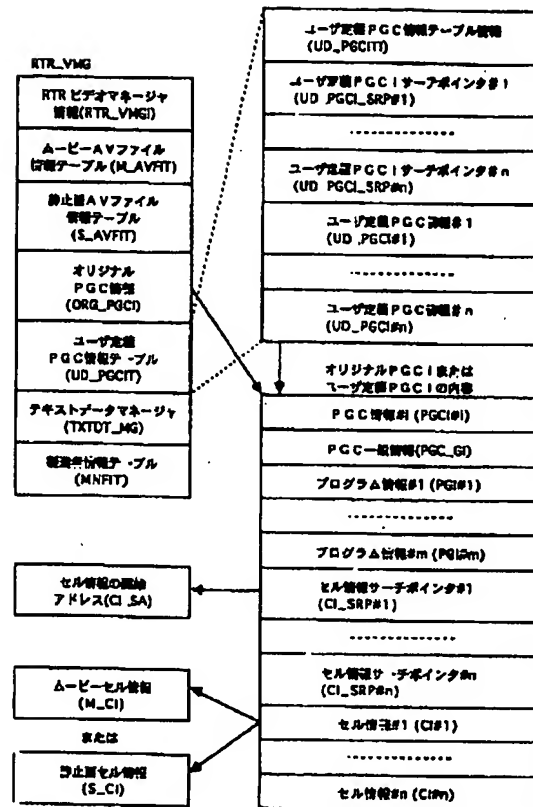 RTR_VMG
RTR ビデオマネージャ
情報(RTR_VMGI)
ムービーAVファイル
情報テーブル(M_AVFIT)
静止画AVファイル
情報テーブル
(S_AVFIT)
オリジナル
PGC情報
(ORG_PGCI)
ユーザ定義
PGC情報テーブル
(UD_PGCIT)
テキストデータマネージャ
(TXTDT_MG)
製造者情報テーブル
(MNFIT)
ユーザ定義PGC情報テーブル情報
(UD_PGCITI)
ユーザ定義PGCIサーチポインタ#1
(UD_PGCI_SRP#1)
ユーザ定義PGCIサーチポインタ#n
(UD_PGCI_SRP#n)
ユーザ定義PGC情報#1
(UD_PGCI#1)
ユーザ定義PGC情報#n
(UD_PGCI#n)
オリジナルPGCIまたは
ユーザ定義PGCIの内容
PGC情報#i (PGCI#i)
PGC一般情報(PGC_GI)
プログラム情報#1 (PGI#1)
プログラム情報#m (PGI#m)
セル情報サーチポインタ#1
(CI_SRP#1)
セル情報サーチポインタ#n
(CI_SRP#n)
セル情報#1 (CI#1)
セル情報#n (CI#n)
セル情報の開始
アドレス(CI_SA)
ムービーセル情報
(M_CI)
または
静止画セル情報
(S_CI)